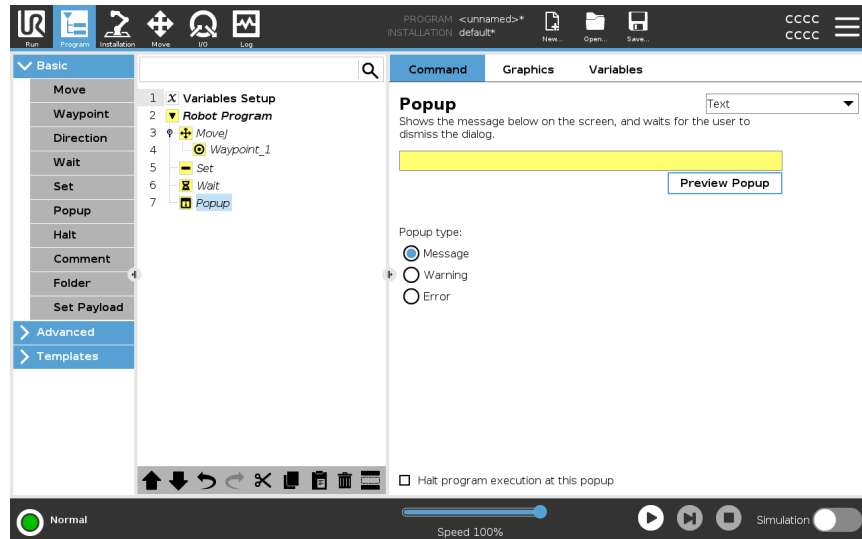 UR
Run
Program
Installation
Move
I/O
Log
PROGRAM <unnamed>*
INSTALLATION default*
New...
Open...
Save...
CCCC
CCCC
Basic
Move
Waypoint
Direction
Wait
Set
Popup
Halt
Comment
Folder
Set Payload
Advanced
Templates
1 X Variables Setup
2 Robot Program
3 MoveJ
4 Waypoint_1
5 Set
6 Wait
7 Popup
Command Graphics Variables
Popup
Text
Shows the message below on the screen, and waits for the user to
dismiss the dialog.
Preview Popup
Popup type:
Message
Warning
Error
Halt program execution at this popup
Normal
Speed 100%
Simulation